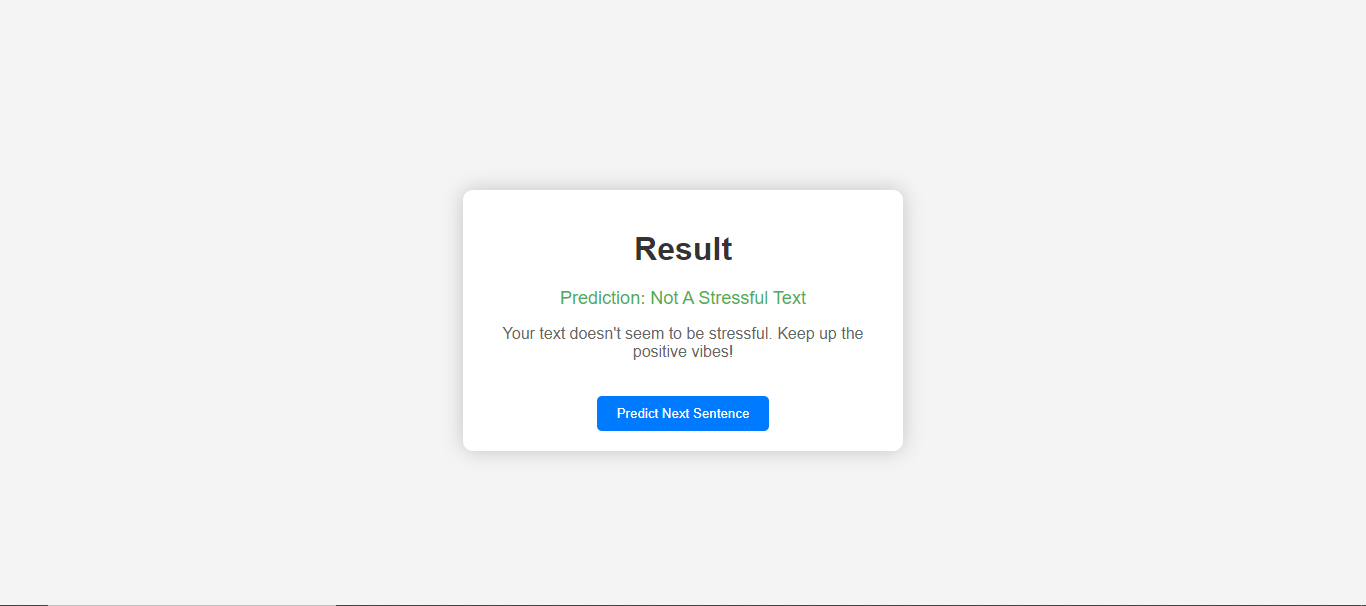 Result
Prediction: Not A Stressful Text
Your text doesn't seem to be stressful. Keep up the
positive vibes!
Predict Next Sentence